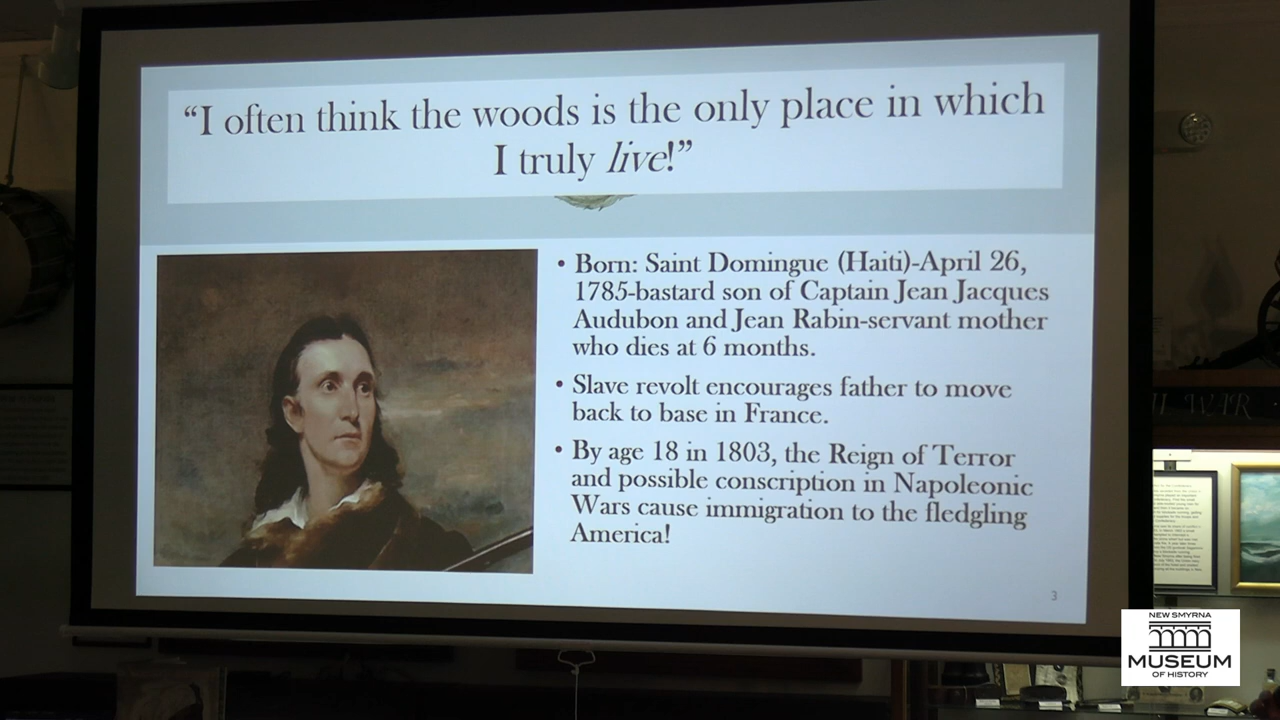 “I often think the woods is the only place in which
I truly live!”
• Born: Saint Domingue (Haiti)-April 26,
1785-bastard son of Captain Jean Jacques
Audubon and Jean Rabin-servant mother
who dies at 6 months.
• Slave revolt encourages father to move
back to base in France.
• By age 18 in 1803, the Reign of Terror
and possible conscription in Napoleonic
Wars cause immigration to the fledgling
America!
3
WAR
NEW SMYRNA
MUSEUM
OF HISTORY